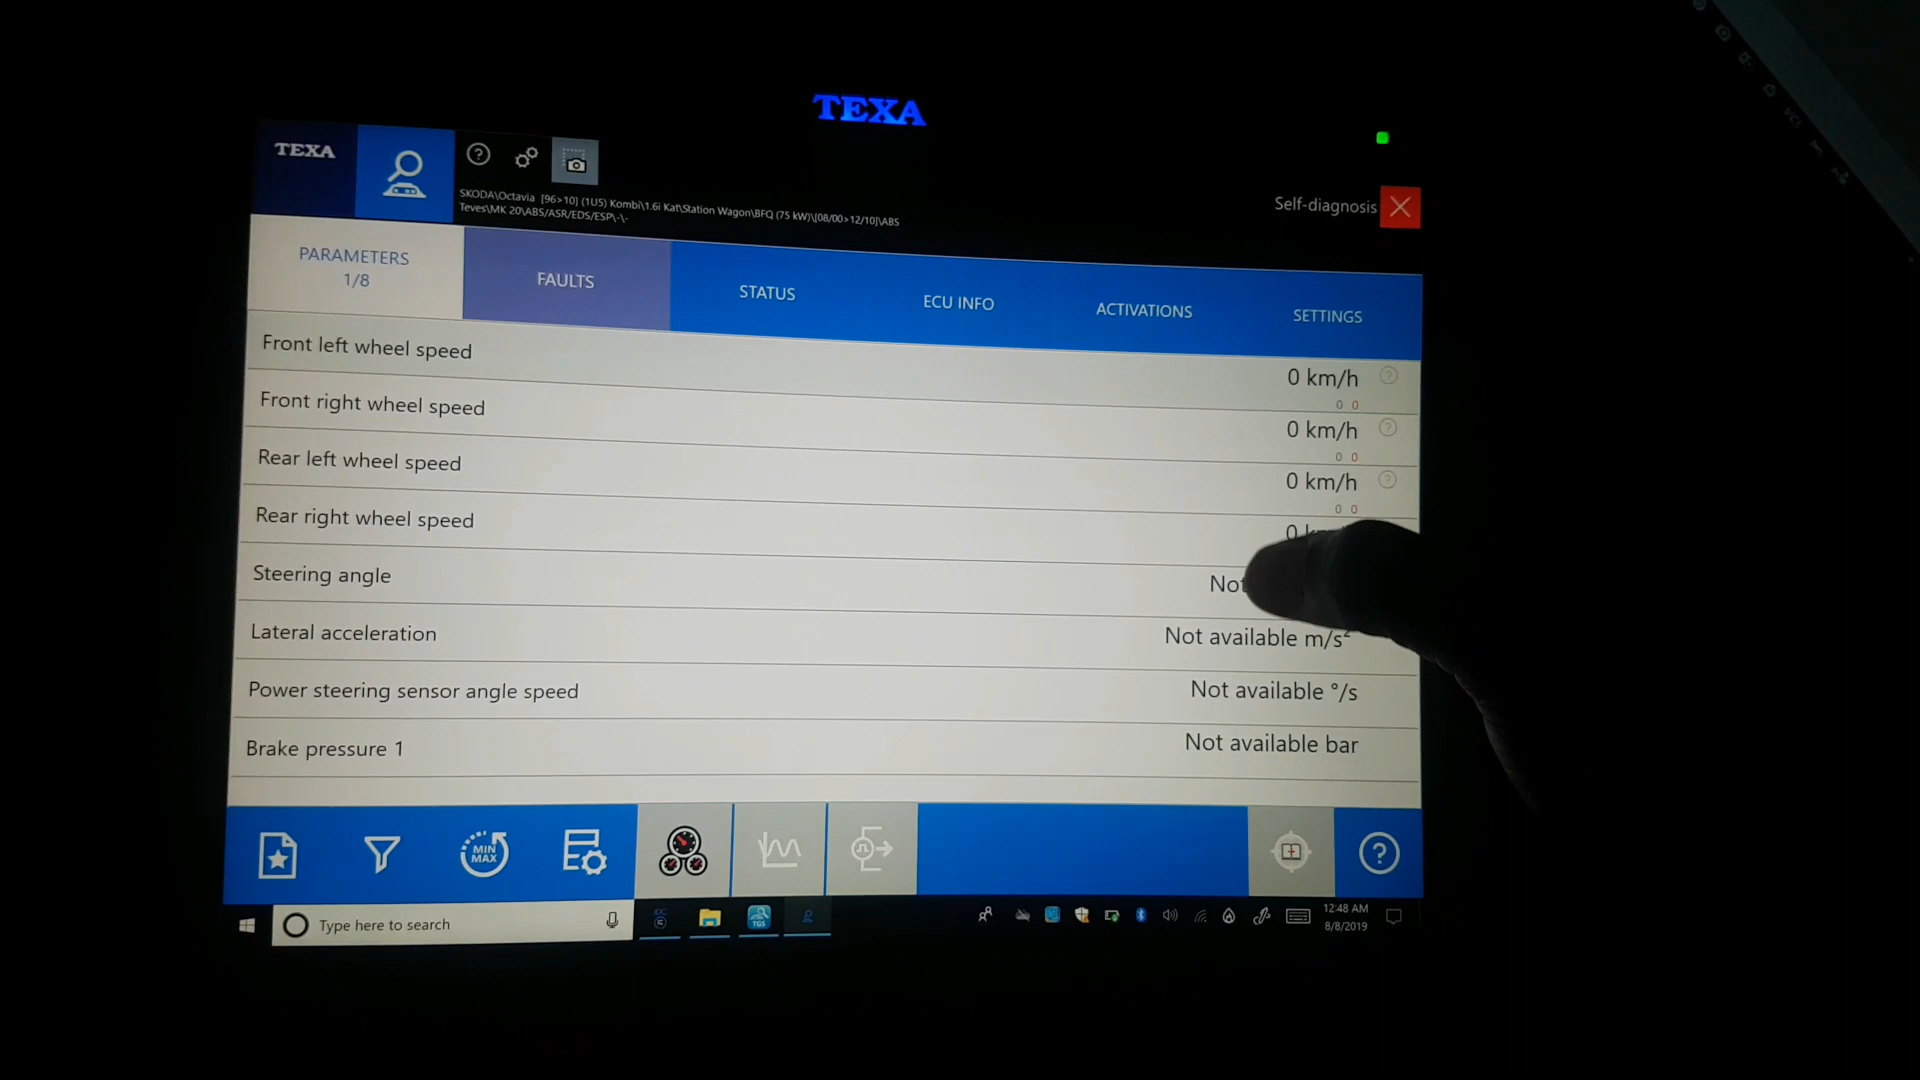 TEXA
TEXA
SKODA\Octavia [96>10] (1U5) Kombi\1.6i Kat\Station Wagon\BFQ (75 kW)\[08/00>12/10]\ABS
Teves\MK 20\ABS/ASR/EDS/ESP\-\-
Self-diagnosis
PARAMETERS
1/8
FAULTS
STATUS
ECU INFO
ACTIVATIONS
SETTINGS
Front left wheel speed
0 km/h
0 0
Front right wheel speed
0 km/h
0 0
Rear left wheel speed
0 km/h
0 0
Rear right wheel speed
0
Steering angle
Not
Lateral acceleration
Not available m/s²
Power steering sensor angle speed
Not available °/s
Brake pressure 1
Not available bar
MIN
MAX
Type here to search
TGS
12:48 AM
8/8/2019